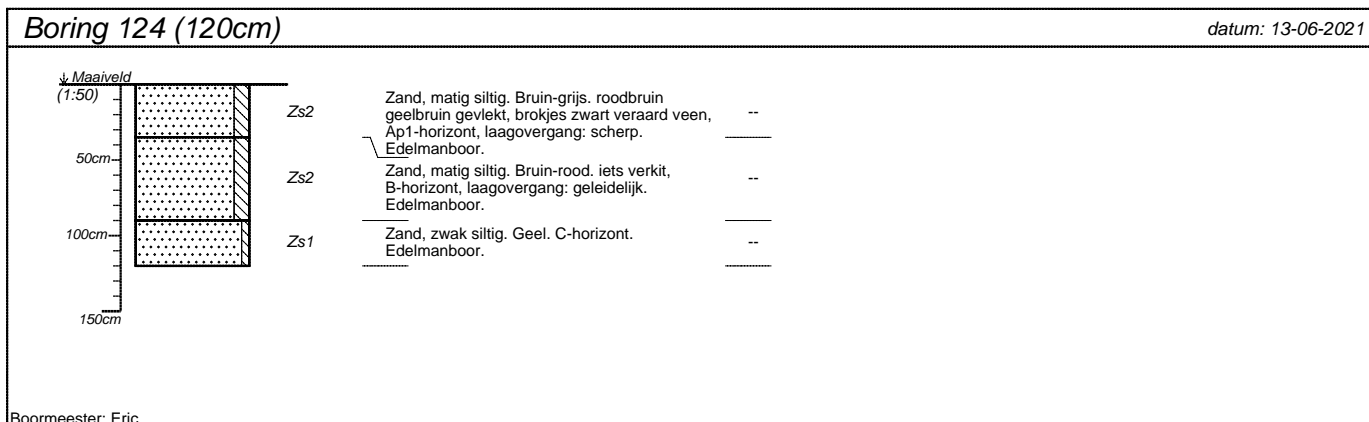 Boring 124 (120cm)
datum: 13-06-2021
Maaiveld
(1:50)
50cm
100cm
150cm
Zs2
Zand, matig siltig. Bruin-grijs. roodbruin
geelbruin gevlekt, brokjes zwart veraard veen,
Ap1-horizont, laagovergang: scherp.
Edelmanboor.
--
Zs2
Zand, matig siltig. Bruin-rood. iets verkit,
B-horizont, laagovergang: geleidelijk.
Edelmanboor.
--
Zs1
Zand, zwak siltig. Geel. C-horizont.
Edelmanboor.
--
Boormeester: Eric